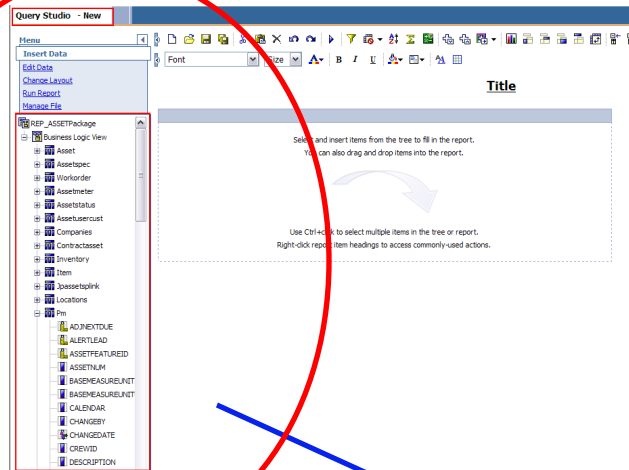 Query Studio - New
Menu
Insert Data
Edit Data
Change Layout
Run Report
Manage File
Font
Size
A
B I U
Title
REP_ASSETPackage
Business Logic View
Asset
Assetspec
Workorder
Assetmeter
Assetstatus
Assetusercust
Companies
Contractasset
Inventory
Item
Jpassetsplink
Locations
Pm
ADJNEXTDUE
ALERTLEAD
ASSETFEATUREID
ASSETNUM
BASEMEASUREUNIT
BASEMEASUREUNIT
CALENDAR
CHANGEBY
CHANGEDATE
CREWID
DESCRIPTION
Select and insert items from the tree to fill in the report.
You can also drag and drop items into the report.
Use Ctrl+click to select multiple items in the tree or report.
Right-click report item headings to access commonly-used actions.